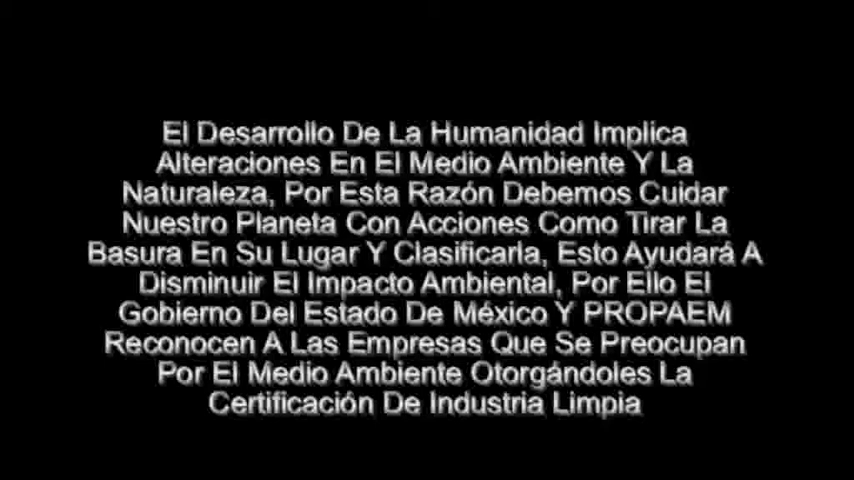 El Desarrollo De La Humanidad Implica
Alteraciones En El Medio Ambiente Y La
Naturaleza, Por Esta Razón Debemos Cuidar
Nuestro Planeta Con Acciones Como Tirar La
Basura En Su Lugar Y Clasificarla, Esto Ayudará A
Disminuir El Impacto Ambiental, Por Ello El
Gobierno Del Estado De México Y PROPAEM
Reconocen A Las Empresas Que Se Preocupan
Por El Medio Ambiente Otorgándoles La
Certificación De Industria Limpia